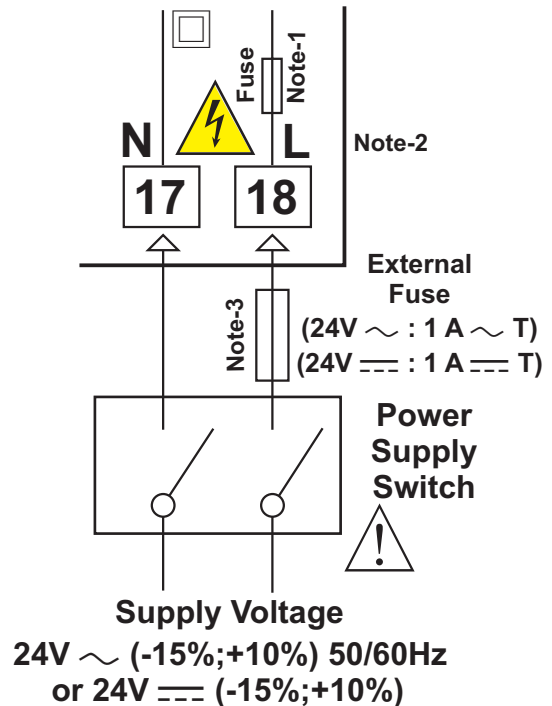 Fuse
Note-1
N
L
Note-2
17
18
External
Fuse
Note-3
(24V ~ : 1 A ~ T)
(24V ⎓ : 1 A ⎓ T)
Power
Supply
Switch
!
Supply Voltage
24V ~ (-15%;+10%) 50/60Hz
or 24V ⎓ (-15%;+10%)